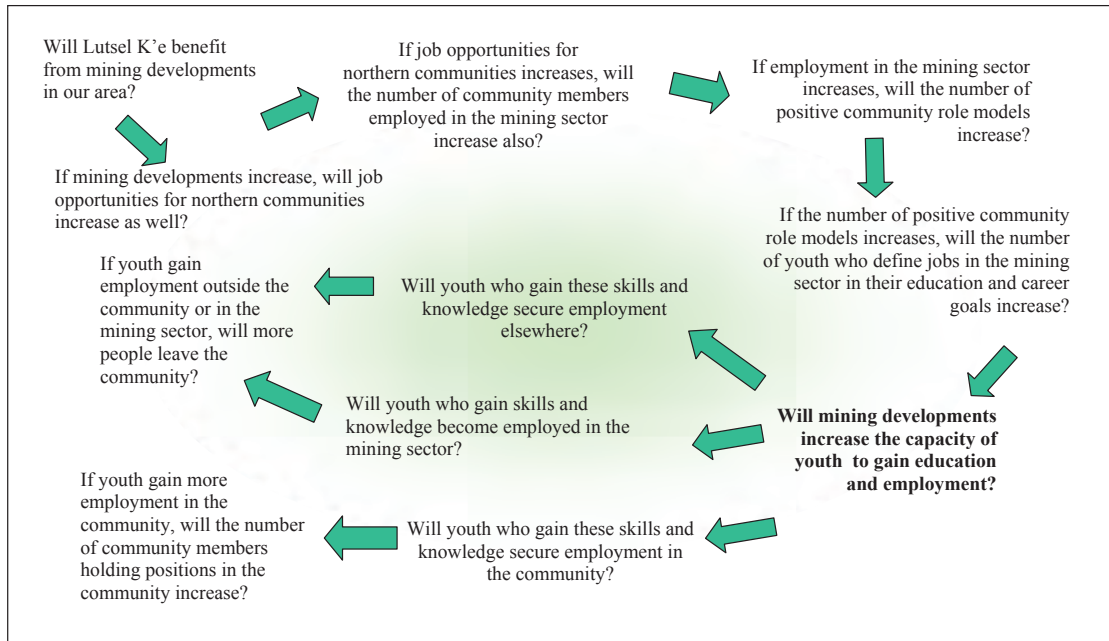 Will Lutsel K'e benefit
from mining developments
in our area?
If mining developments increase, will job
opportunities for northern communities
increase as well?
If job opportunities for
northern communities increases, will
the number of community members
employed in the mining sector
increase also?
If employment in the mining sector
increases, will the number of
positive community role models
increase?
If the number of positive community
role models increases, will the number
of youth who define jobs in the mining
sector in their education and career
goals increase?
Will mining developments
increase the capacity of
youth to gain education
and employment?
Will youth who gain these skills and
knowledge secure employment
elsewhere?
If youth gain
employment outside the
community or in the
mining sector, will more
people leave the
community?
Will youth who gain skills and
knowledge become employed in the
mining sector?
Will youth who gain these skills and
knowledge secure employment in
the community?
If youth gain more
employment in the
community, will the number
of community members
holding positions in the
community increase?